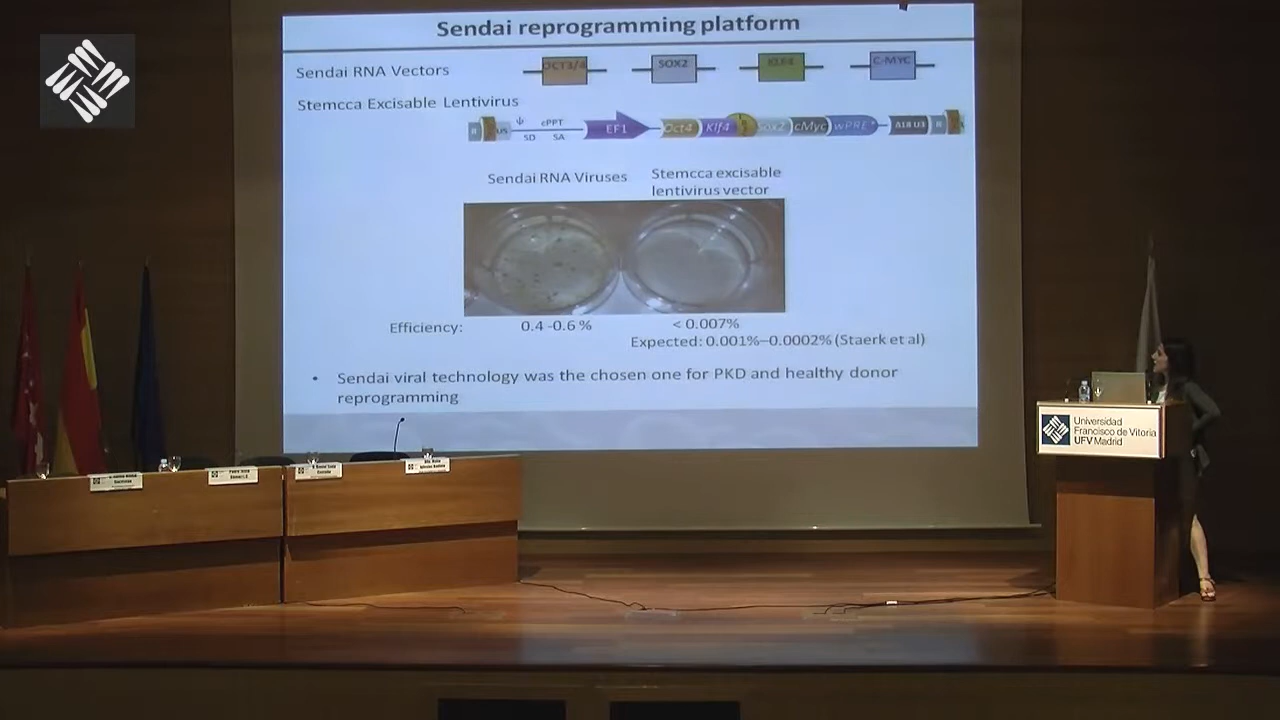 Sendai reprogramming platform
Sendai RNA Vectors
OCT3/4 SOX2 KLF4 C-MYC
Stemcca Excisable Lentivirus
R U5 Ψ cPPT EF1 Oct4 Klf4 Sox2 cMyc wPRE Δ18 U3 R
SD SA
Sendai RNA Viruses
Stemcca excisable
lentivirus vector
Efficiency: 0.4 -0.6 % < 0.007%
Expected: 0.001%–0.0002% (Staerk et al)
• Sendai viral technology was the chosen one for PKD and healthy donor
reprogramming
Universidad
Francisco de Vitoria
UFV Madrid